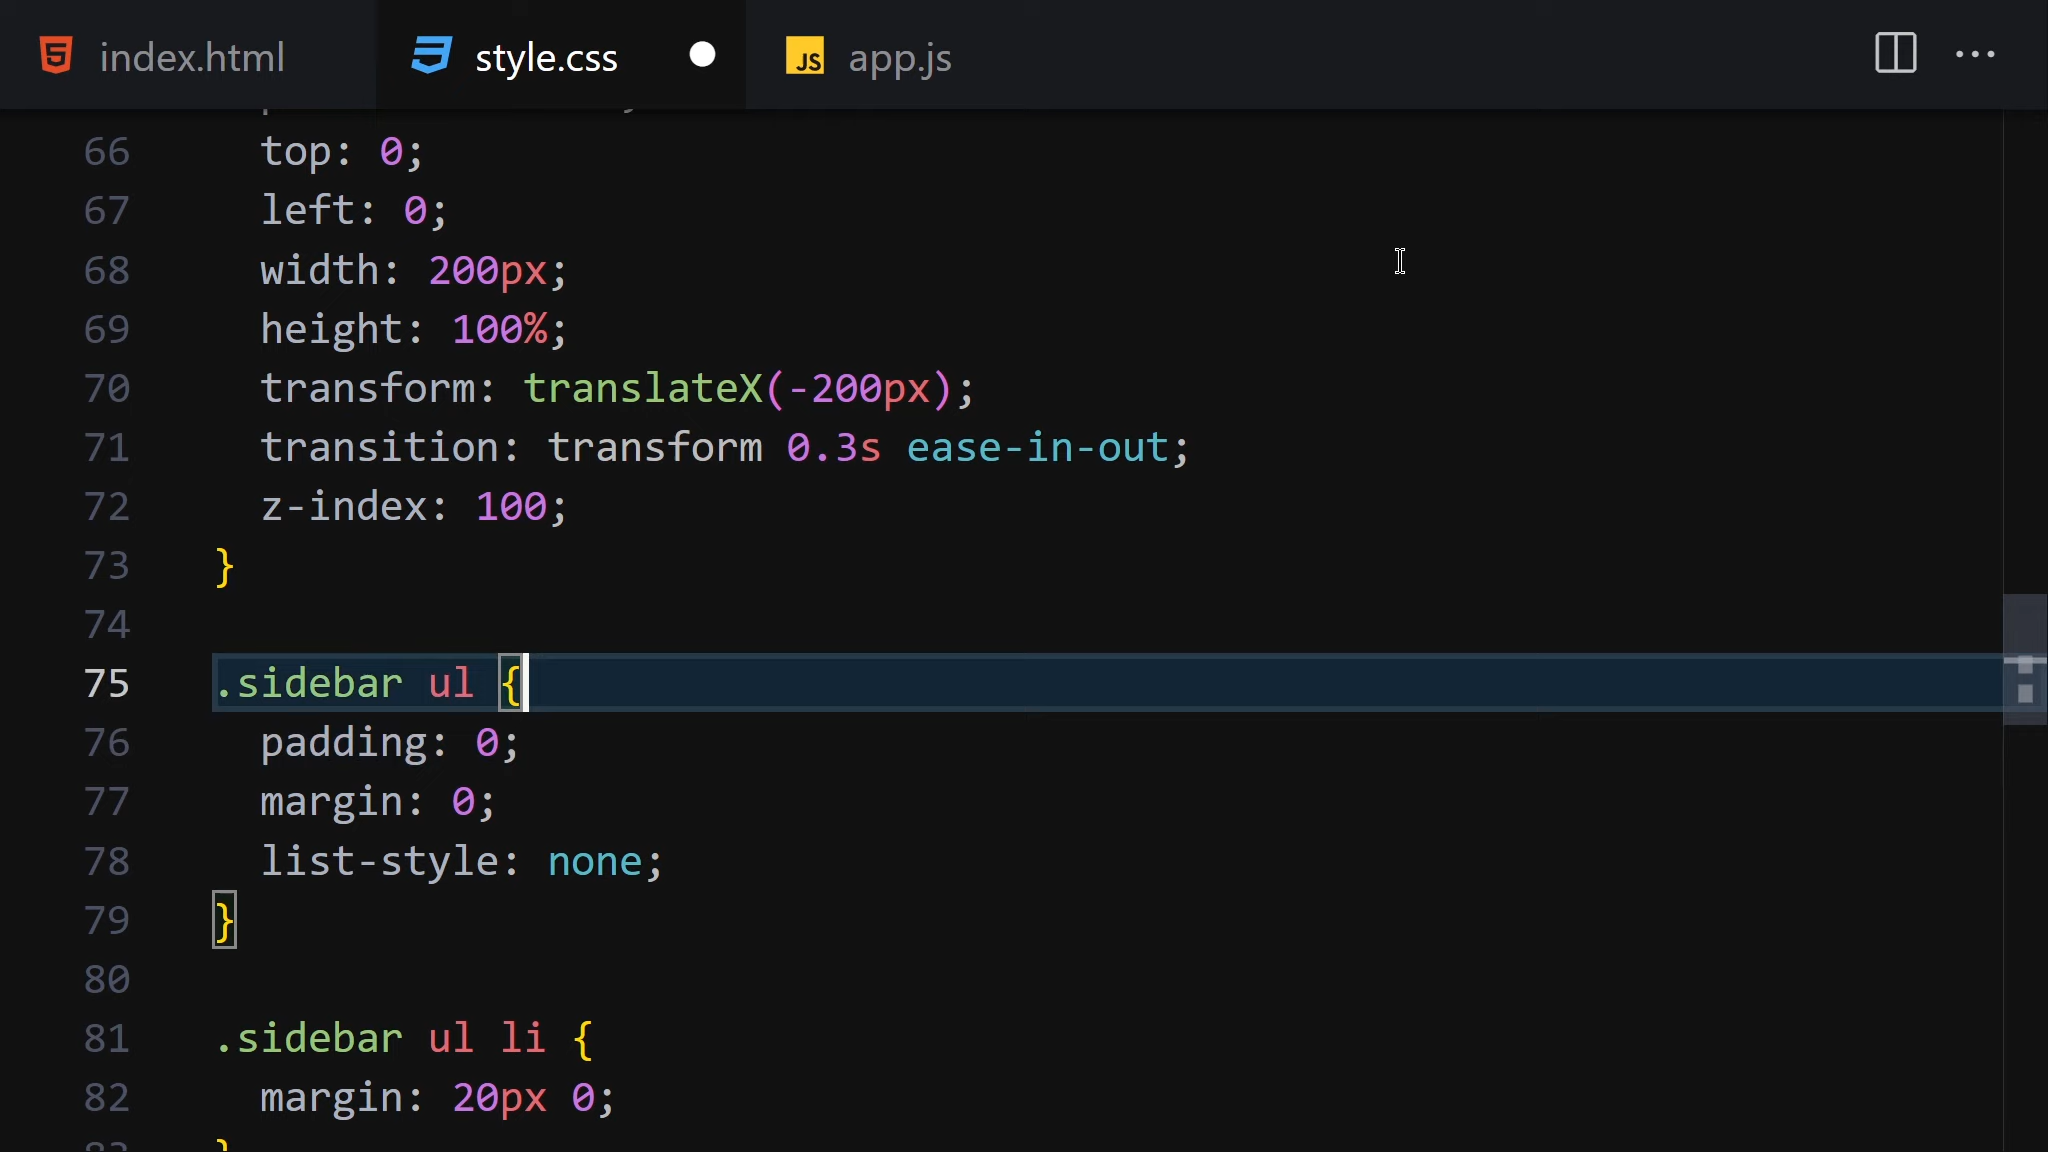 index.html style.css app.js
66 top: 0;
67 left: 0;
68 width: 200px;
69 height: 100%;
70 transform: translateX(-200px);
71 transition: transform 0.3s ease-in-out;
72 z-index: 100;
73 }
74
75 .sidebar ul {
76 padding: 0;
77 margin: 0;
78 list-style: none;
79 }
80
81 .sidebar ul li {
82 margin: 20px 0;